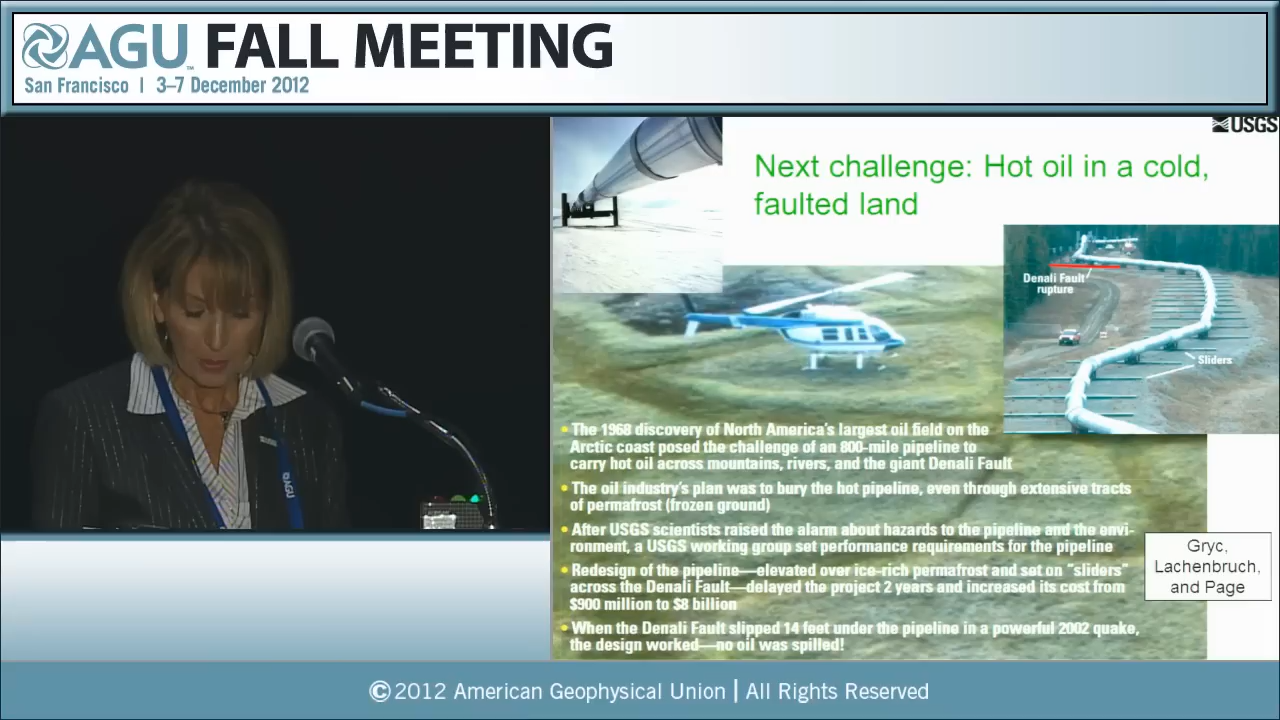 AGU FALL MEETING
San Francisco | 3–7 December 2012
USGS
Next challenge: Hot oil in a cold,
faulted land
Denali Fault
rupture
Sliders
• The 1968 discovery of North America's largest oil field on the
Arctic coast posed the challenge of an 800-mile pipeline to
carry hot oil across mountains, rivers, and the giant Denali Fault
• The oil industry's plan was to bury the hot pipeline, even through extensive tracts
of permafrost (frozen ground)
• After USGS scientists raised the alarm about hazards to the pipeline and the envi-
ronment, a USGS working group set performance requirements for the pipeline
• Redesign of the pipeline—elevated over ice-rich permafrost and set on "sliders"
across the Denali Fault—delayed the project 2 years and increased its cost from
$900 million to $8 billion
• When the Denali Fault slipped 14 feet under the pipeline in a powerful 2002 quake,
the design worked—no oil was spilled!
Gryc,
Lachenbruch,
and Page
AGU
©2012 American Geophysical Union | All Rights Reserved